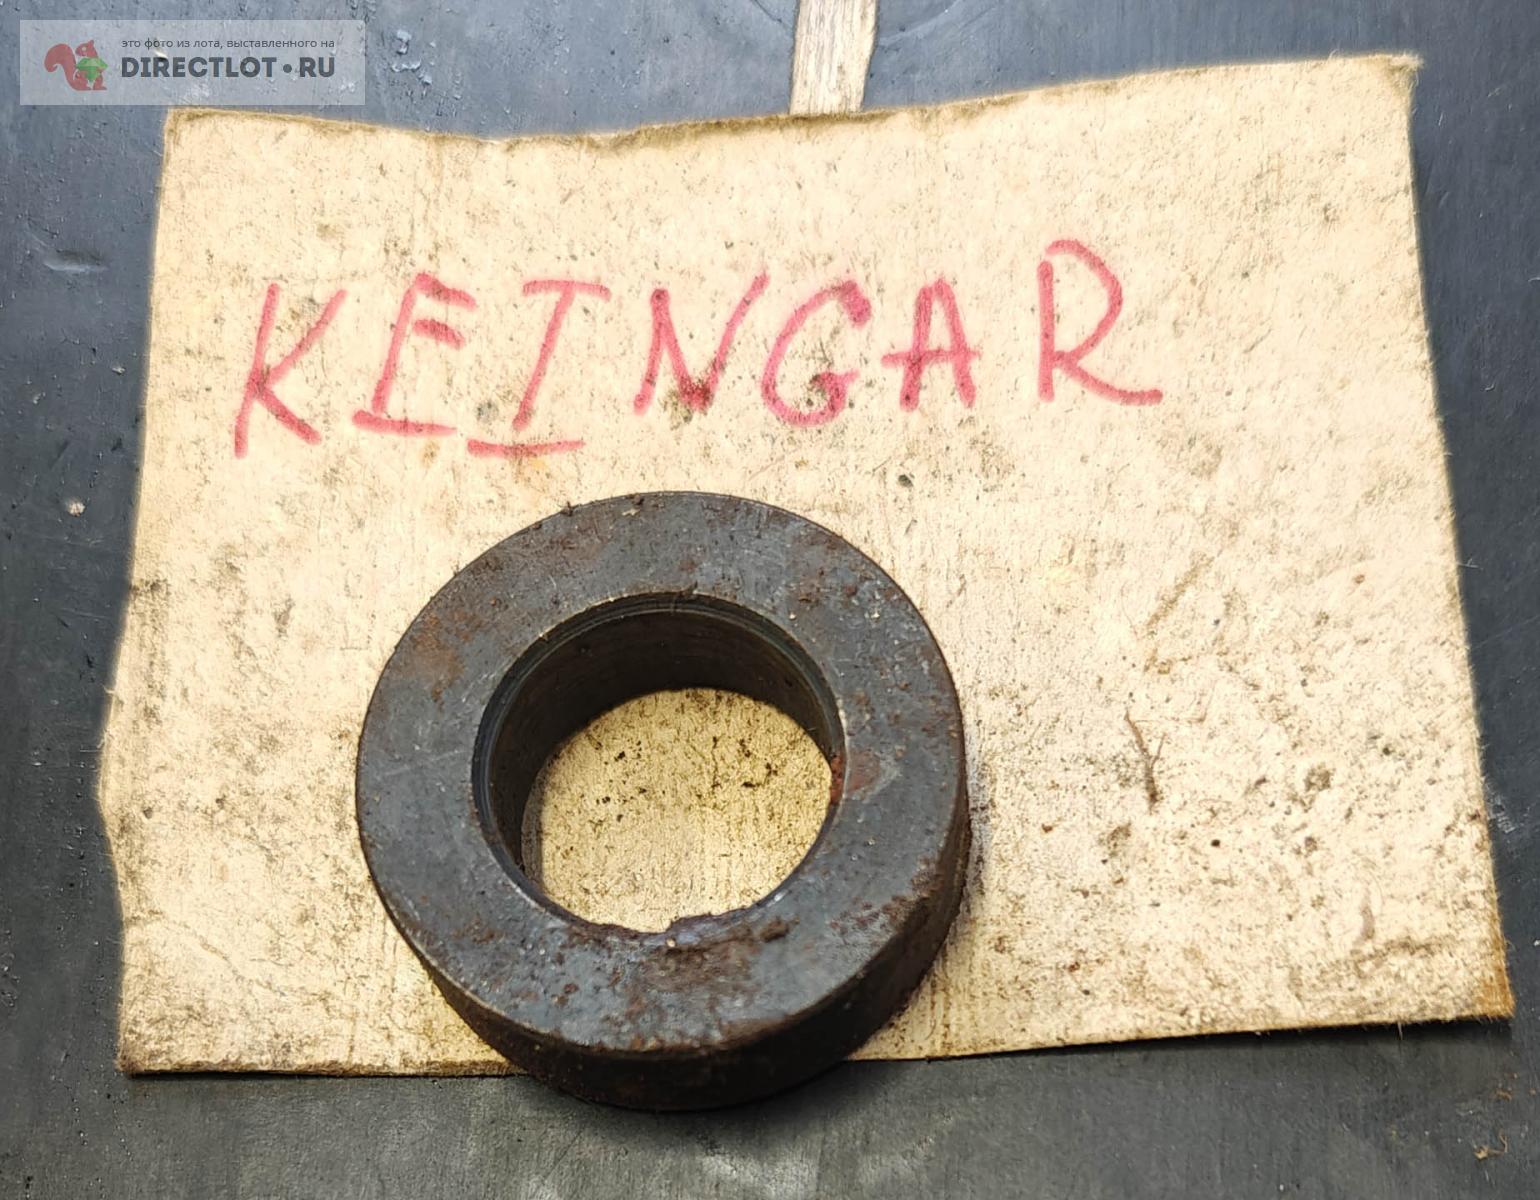 это фото из лота, выставленного на
DIRECTLOT•RU
KEINGAR